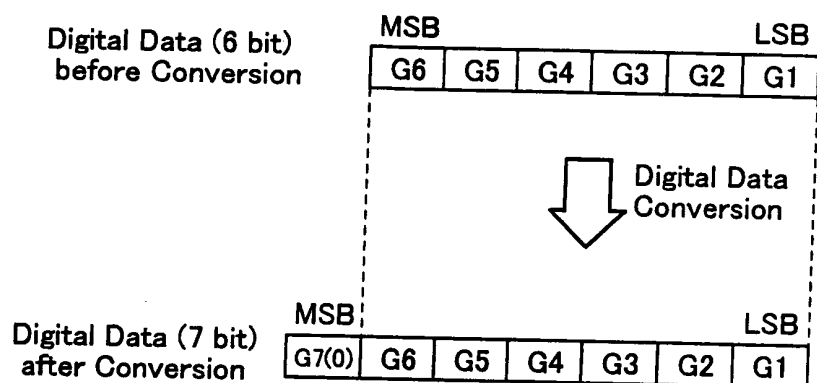 Digital Data (6 bit)
before Conversion
MSB LSB
G6 G5 G4 G3 G2 G1
Digital Data
Conversion
Digital Data (7 bit)
after Conversion
MSB LSB
G7(0) G6 G5 G4 G3 G2 G1